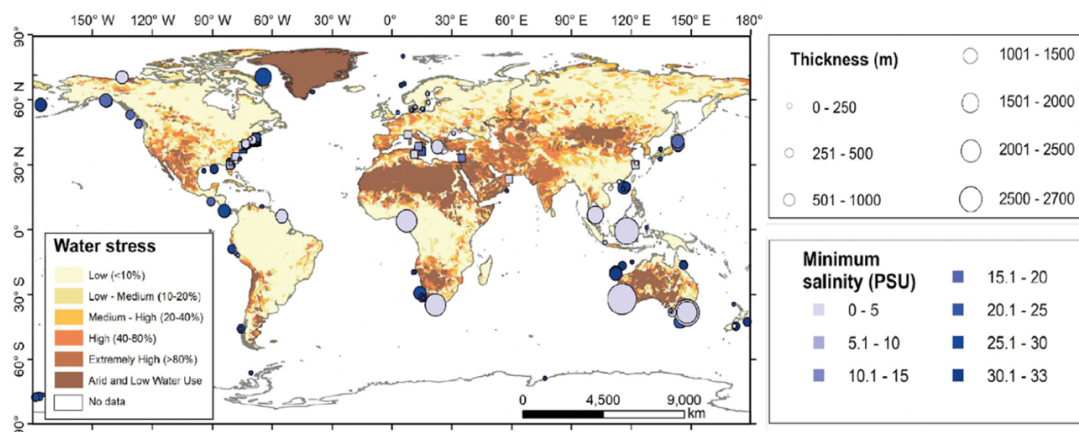 150° W 120° W 90° W 60° W 30° W 0° E 30° E 60° E 90° E 120° E 150° E 180° E
90°
60° N
30° N
0°
30° S
60° S
90°
Water stress
Low (<10%)
Low - Medium (10-20%)
Medium - High (20-40%)
High (40-80%)
Extremely High (>80%)
Arid and Low Water Use
No data
0 4,500 9,000
km
Thickness (m)
0 - 250
251 - 500
501 - 1000
1001 - 1500
1501 - 2000
2001 - 2500
2500 - 2700
Minimum
salinity (PSU)
0 - 5
5.1 - 10
10.1 - 15
15.1 - 20
20.1 - 25
25.1 - 30
30.1 - 33